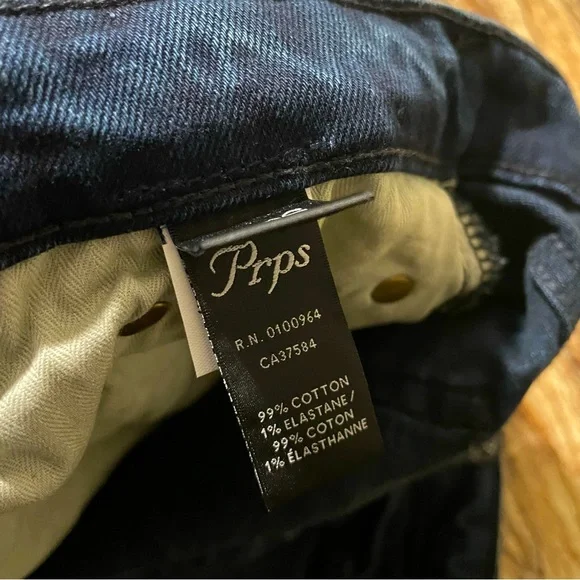 Prps
R.N. 0100964
CA37584
99% COTTON
1% ELASTANE/
99% COTON
1% ÉLASTHANNE